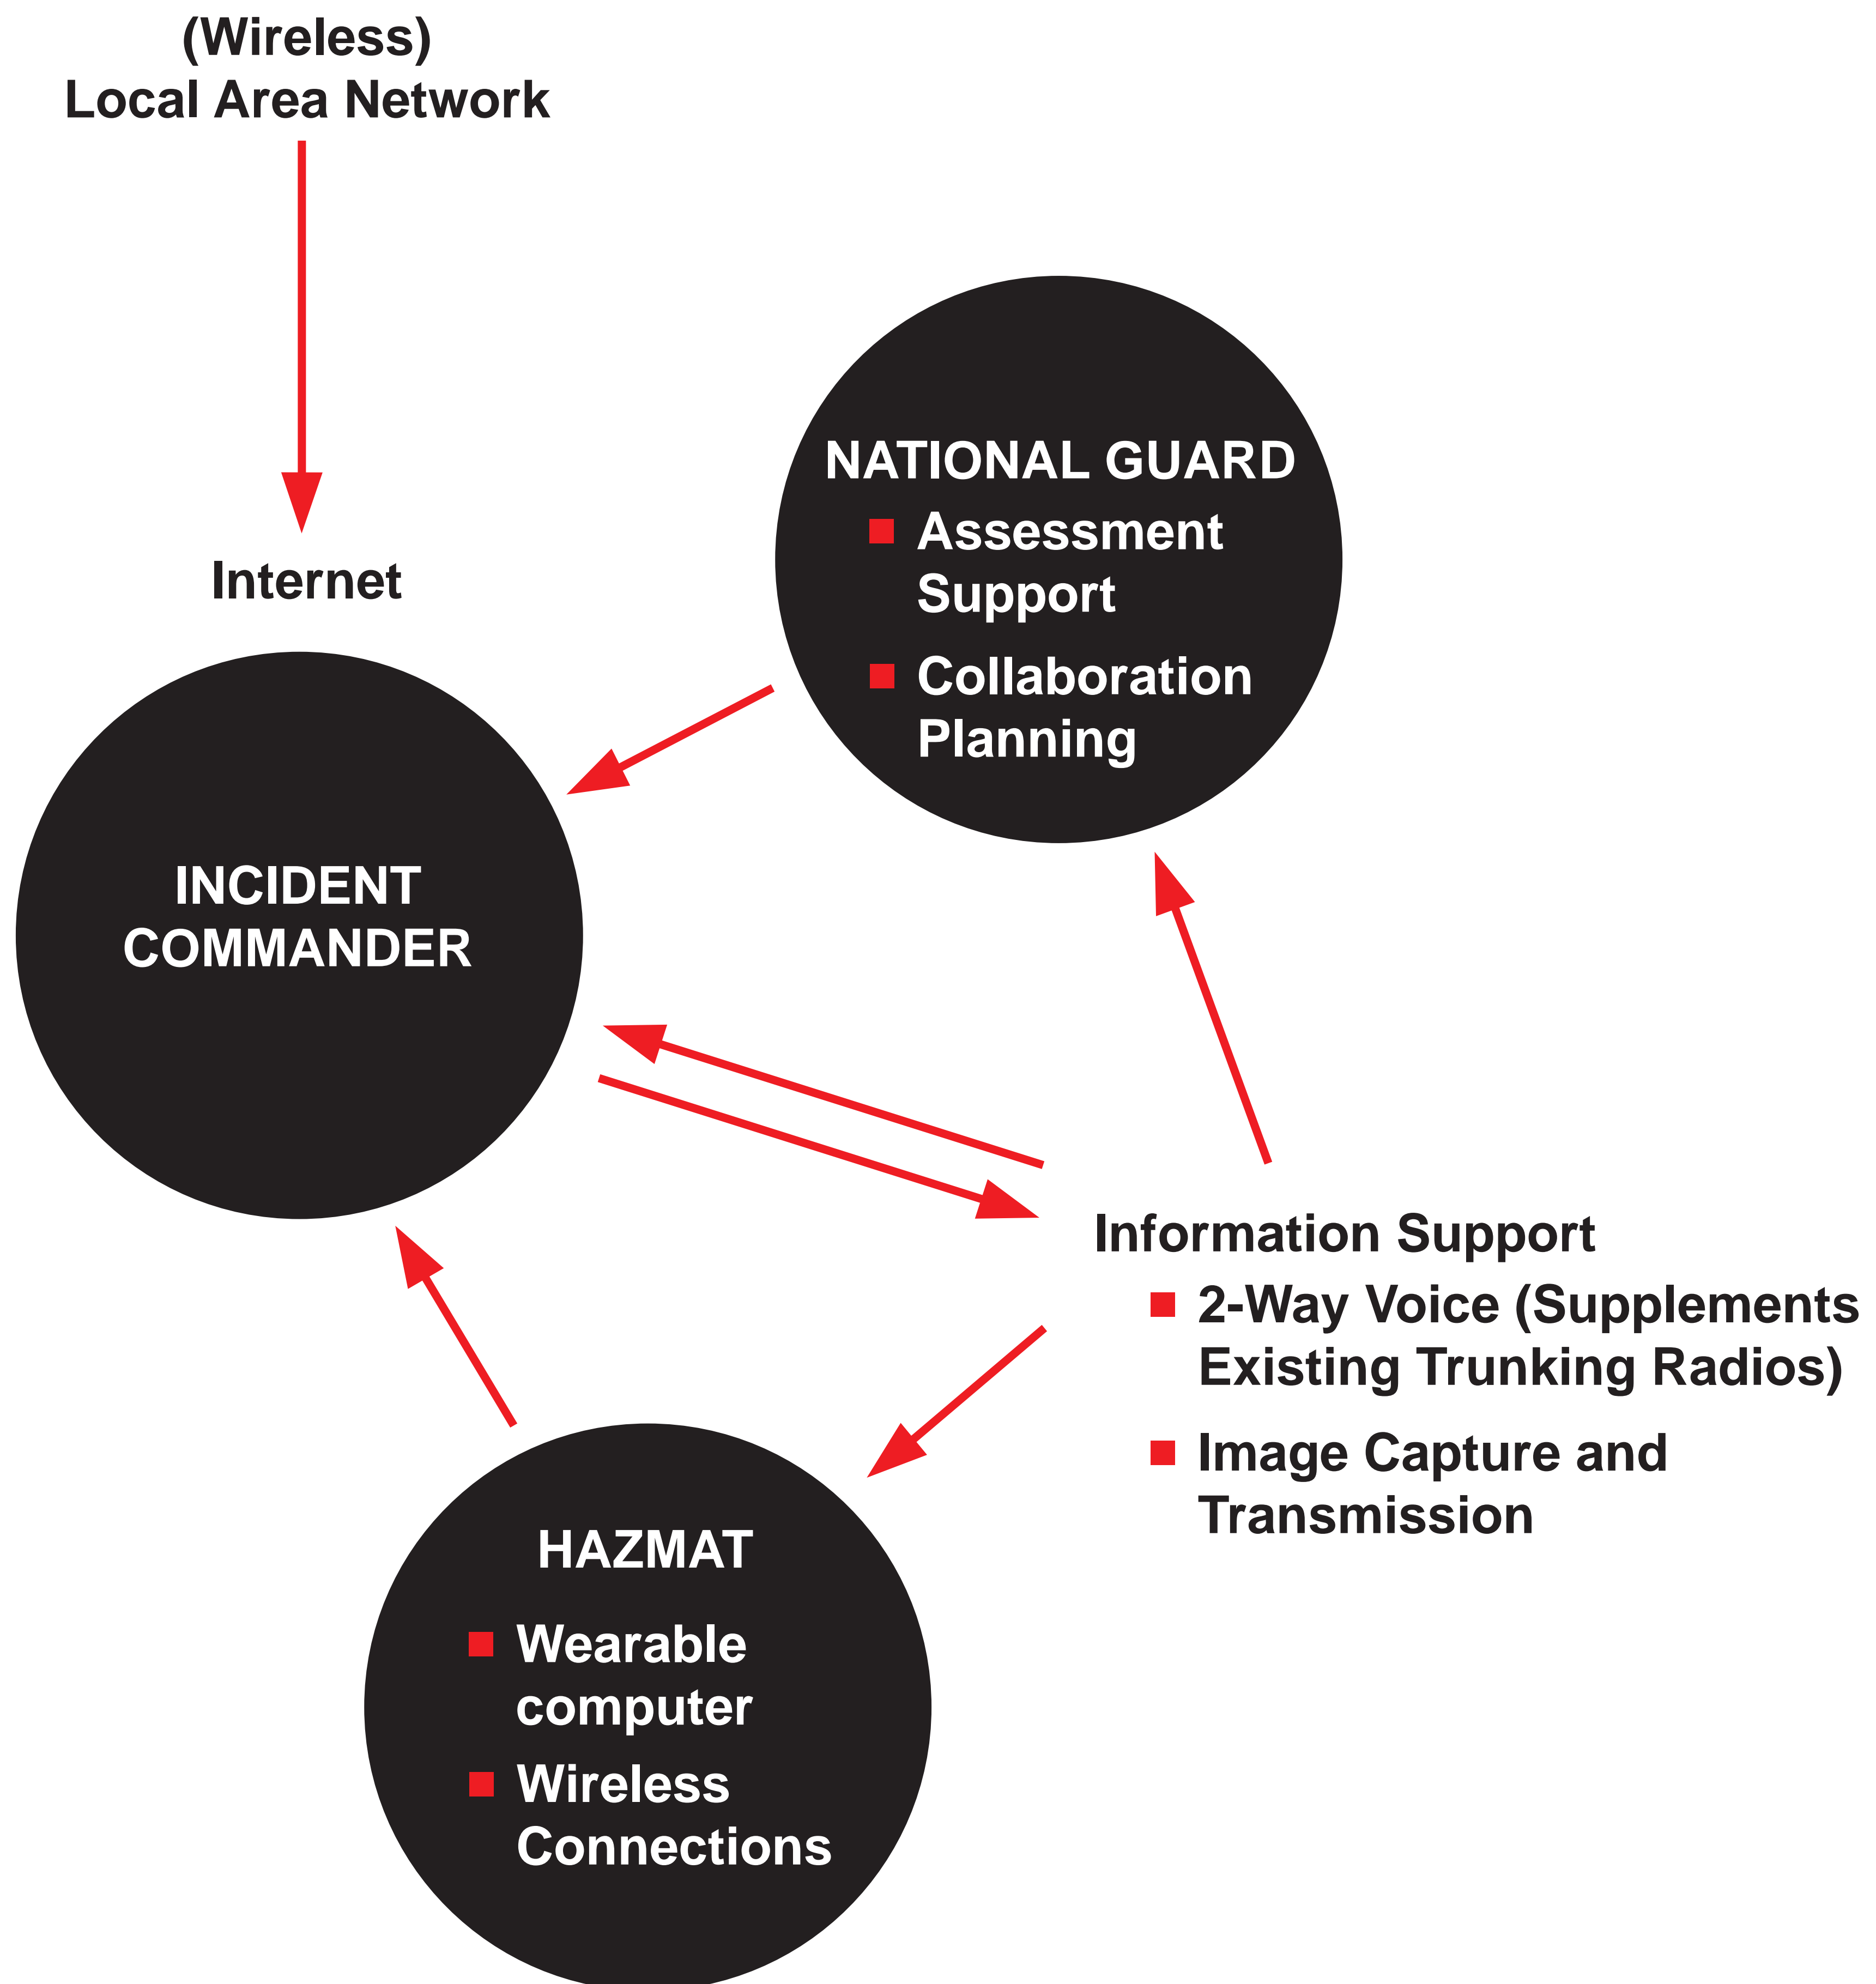 (Wireless)
Local Area Network
Internet
NATIONAL GUARD
Assessment
Support
Collaboration
Planning
INCIDENT
COMMANDER
Information Support
2-Way Voice (Supplements
Existing Trunking Radios)
Image Capture and
Transmission
HAZMAT
Wearable
computer
Wireless
Connections